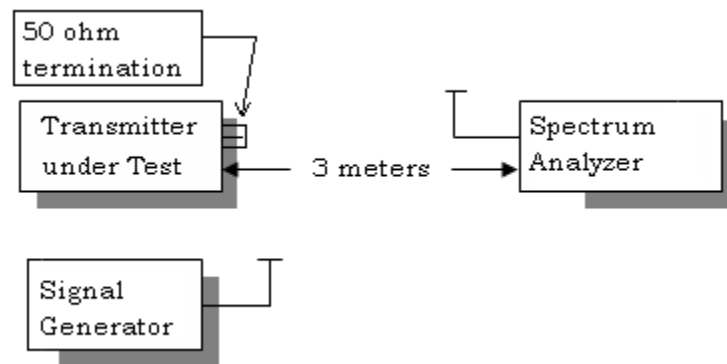 50 ohm
termination
Transmitter
under Test
3 meters
Spectrum
Analyzer
Signal
Generator